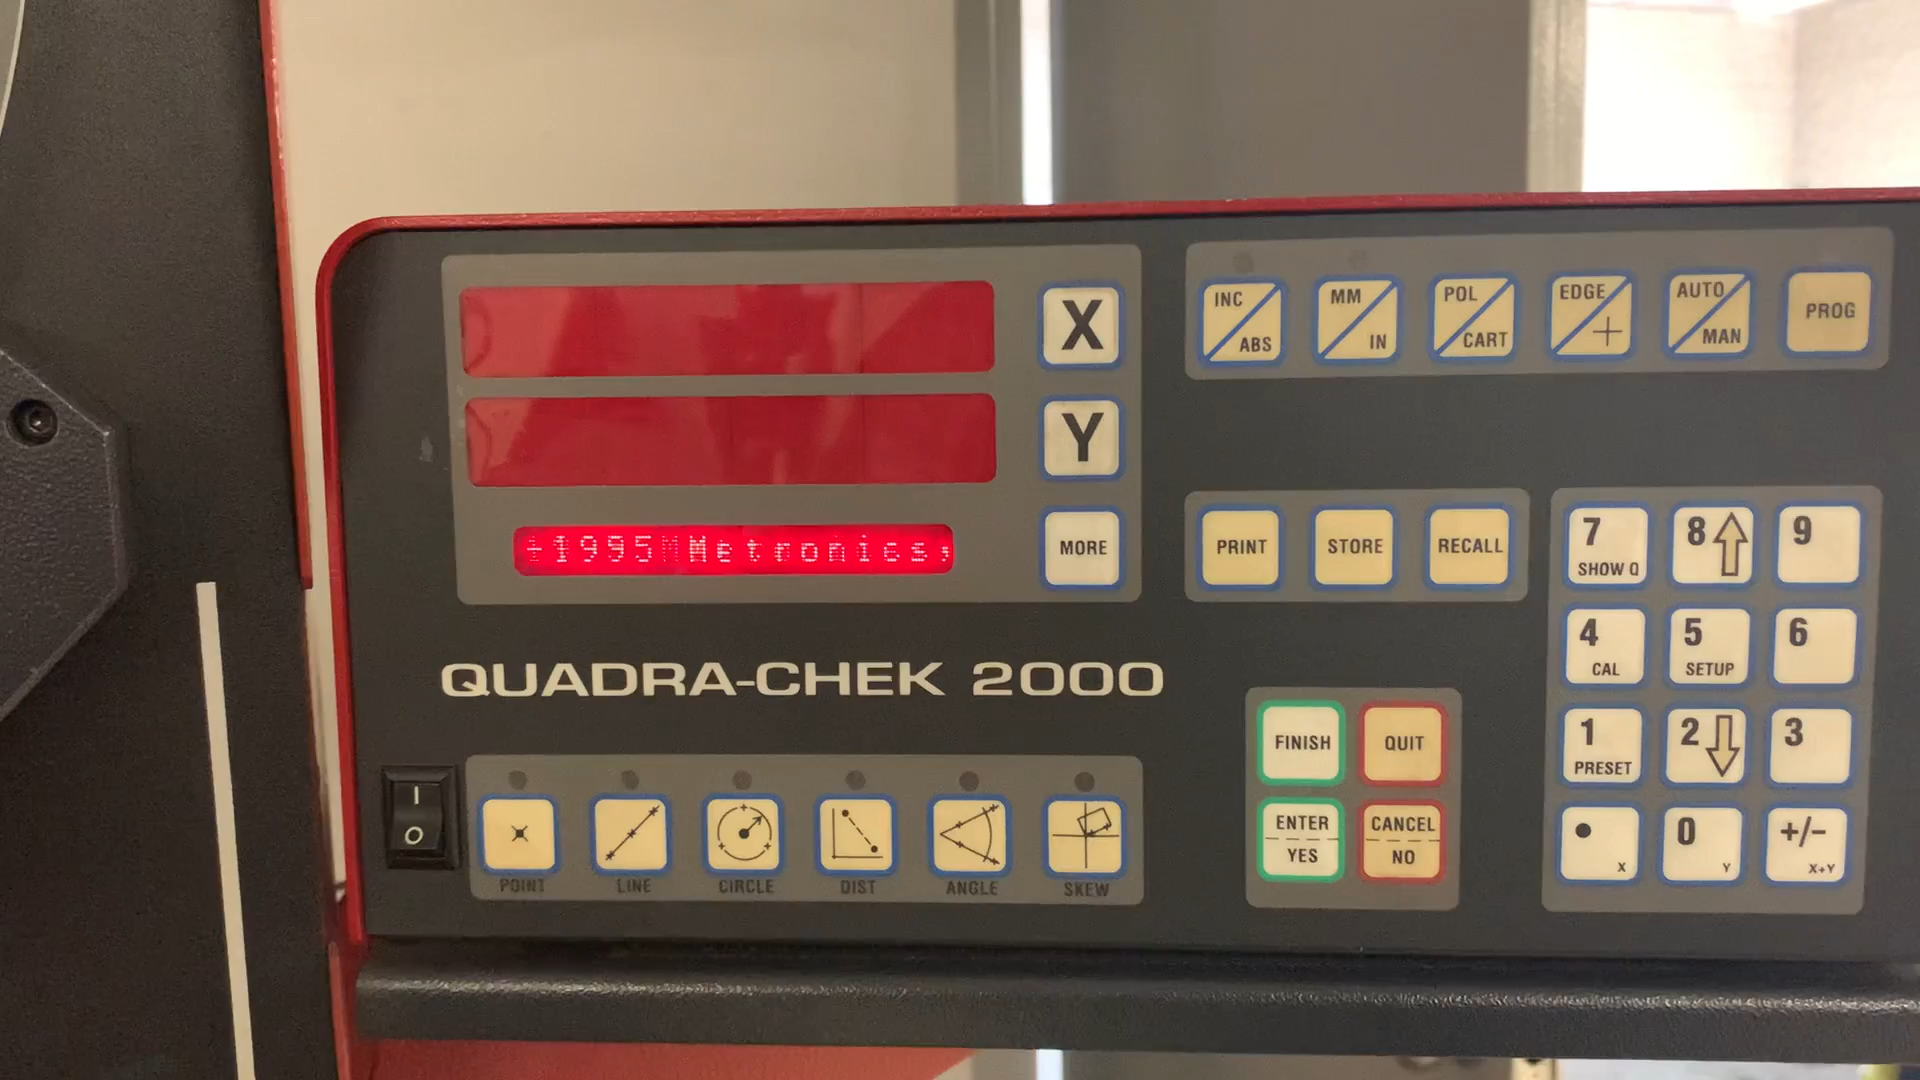 X
Y
1995 Metronics,
MORE
QUADRA-CHEK 2000
INC
ABS
MM
IN
POL
CART
EDGE
+
AUTO
MAN
PROG
PRINT
STORE
RECALL
7
SHOW Q
8
9
4
CAL
5
SETUP
6
1
PRESET
2
3
•
X
0
Y
+/−
X+Y
FINISH
QUIT
ENTER
YES
CANCEL
NO
I
O
POINT
LINE
CIRCLE
DIST
ANGLE
SKEW